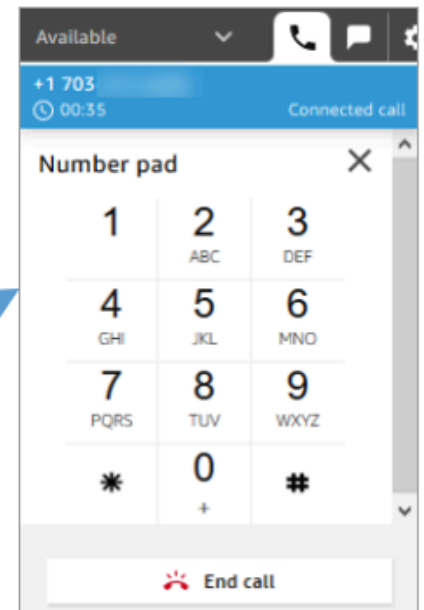 Available
+1 703
00:35 Connected call
Number pad
1 2 3
ABC DEF
4 5 6
GHI JKL MNO
7 8 9
PQRS TUV WXYZ
* 0 #
+
End call